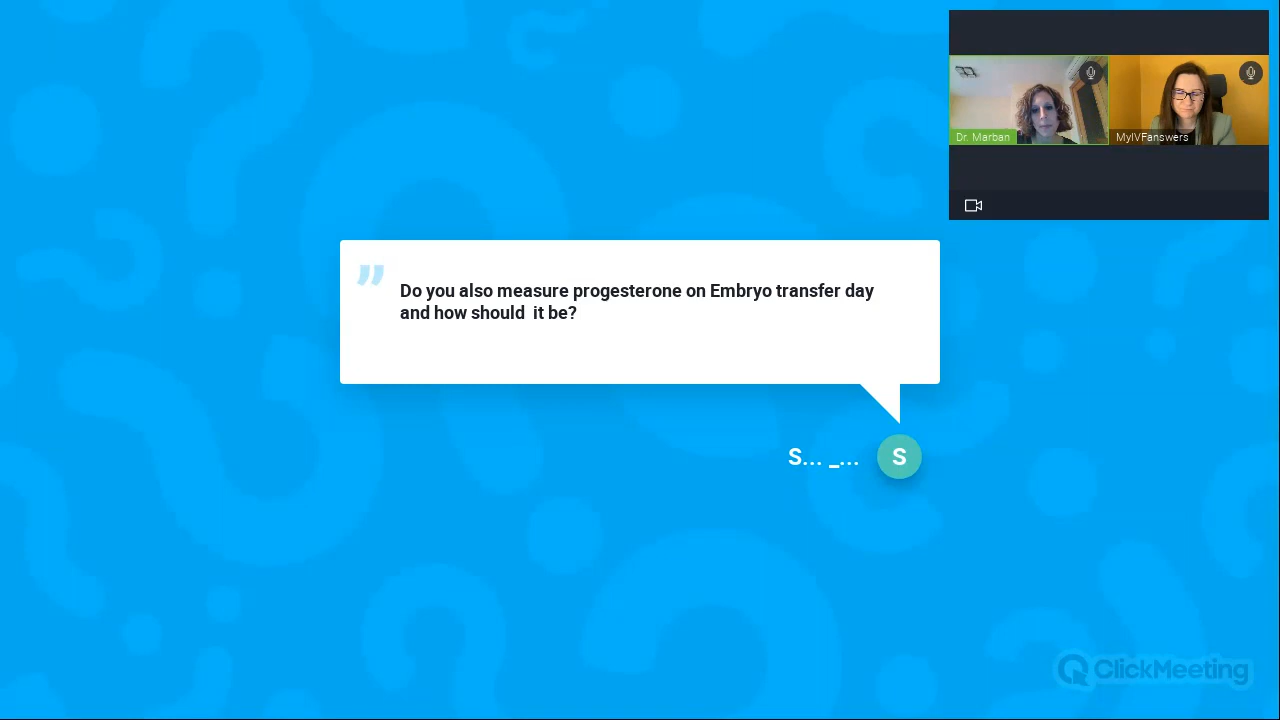 Dr. Marban
MyIVFanswers
Do you also measure progesterone on Embryo transfer day
and how should  it be?
S... _...
S
ClickMeeting